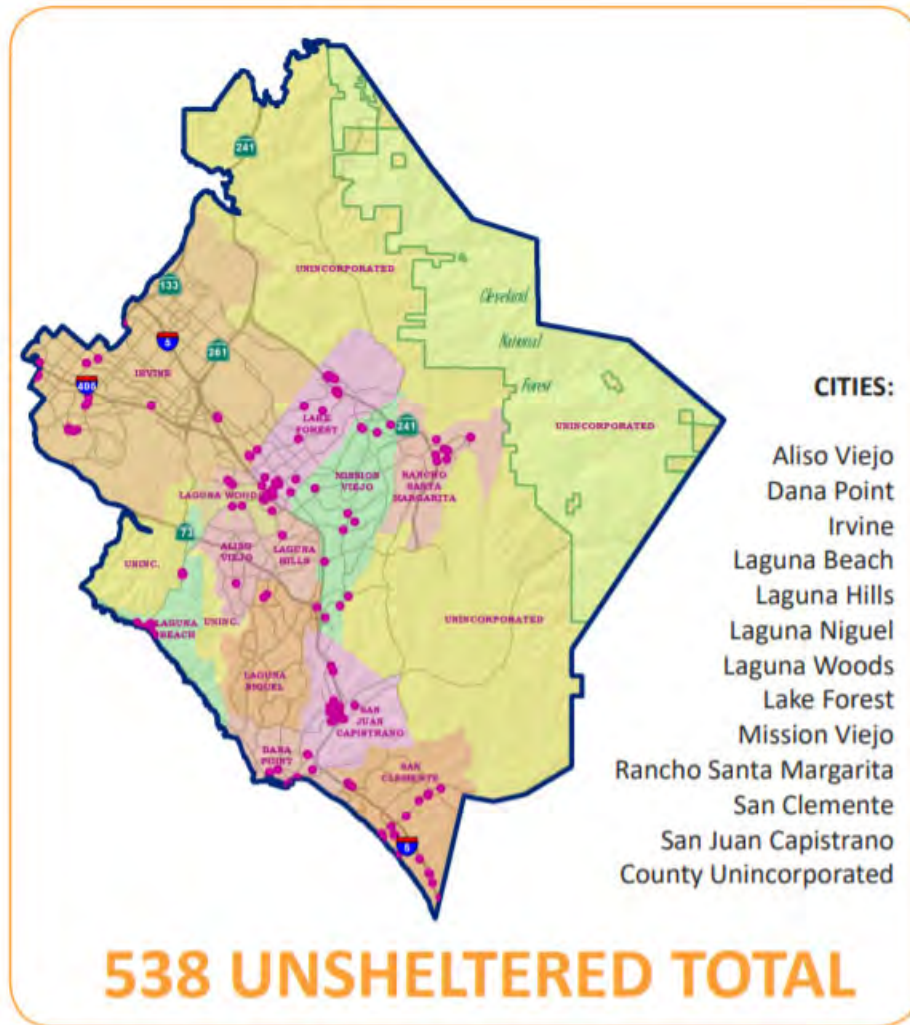 241
UNINCORPORATED
133
Cleveland
National
Forest
5
261
IRVINE
405
CITIES:
LAKE
FOREST
241
UNINCORPORATED
Aliso Viejo
MISSION
VIEJO
RANCHO
SANTA
MARGARITA
Dana Point
LAGUNA WOODS
Irvine
73
ALISO
VIEJO
LAGUNA
HILLS
Laguna Beach
UNINC.
Laguna Hills
LAGUNA
BEACH
UNINC.
UNINCORPORATED
Laguna Niguel
Laguna Woods
LAGUNA
NIGUEL
Lake Forest
SAN
JUAN
CAPISTRANO
Mission Viejo
DANA
POINT
SAN
CLEMENTE
Rancho Santa Margarita
San Clemente
5
San Juan Capistrano
County Unincorporated
538 UNSHELTERED TOTAL